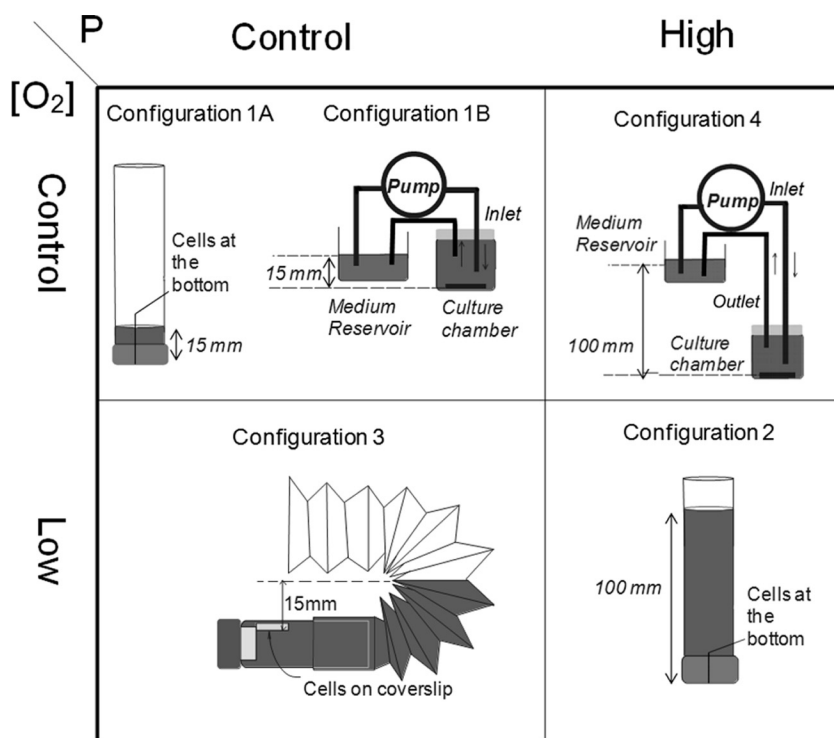 P
Control
High
[O₂]
Control
Low
Configuration 1A
Cells at
the
bottom
15 mm
Configuration 1B
Pump
Inlet
15 mm
Medium
Reservoir
Culture
chamber
Configuration 4
Pump
Inlet
Medium
Reservoir
Outlet
100 mm
Culture
chamber
Configuration 3
15mm
Cells on coverslip
Configuration 2
100 mm
Cells at
the
bottom